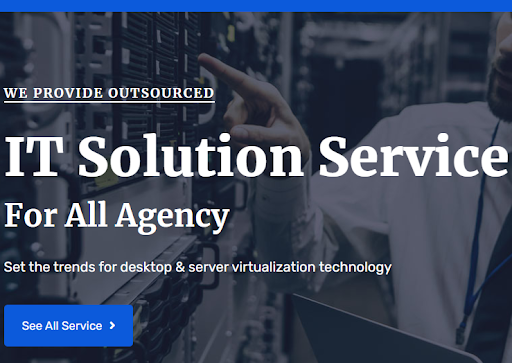 WE PROVIDE OUTSOURCED
IT Solution Service
For All Agency
Set the trends for desktop & server virtualization technology
See All Service